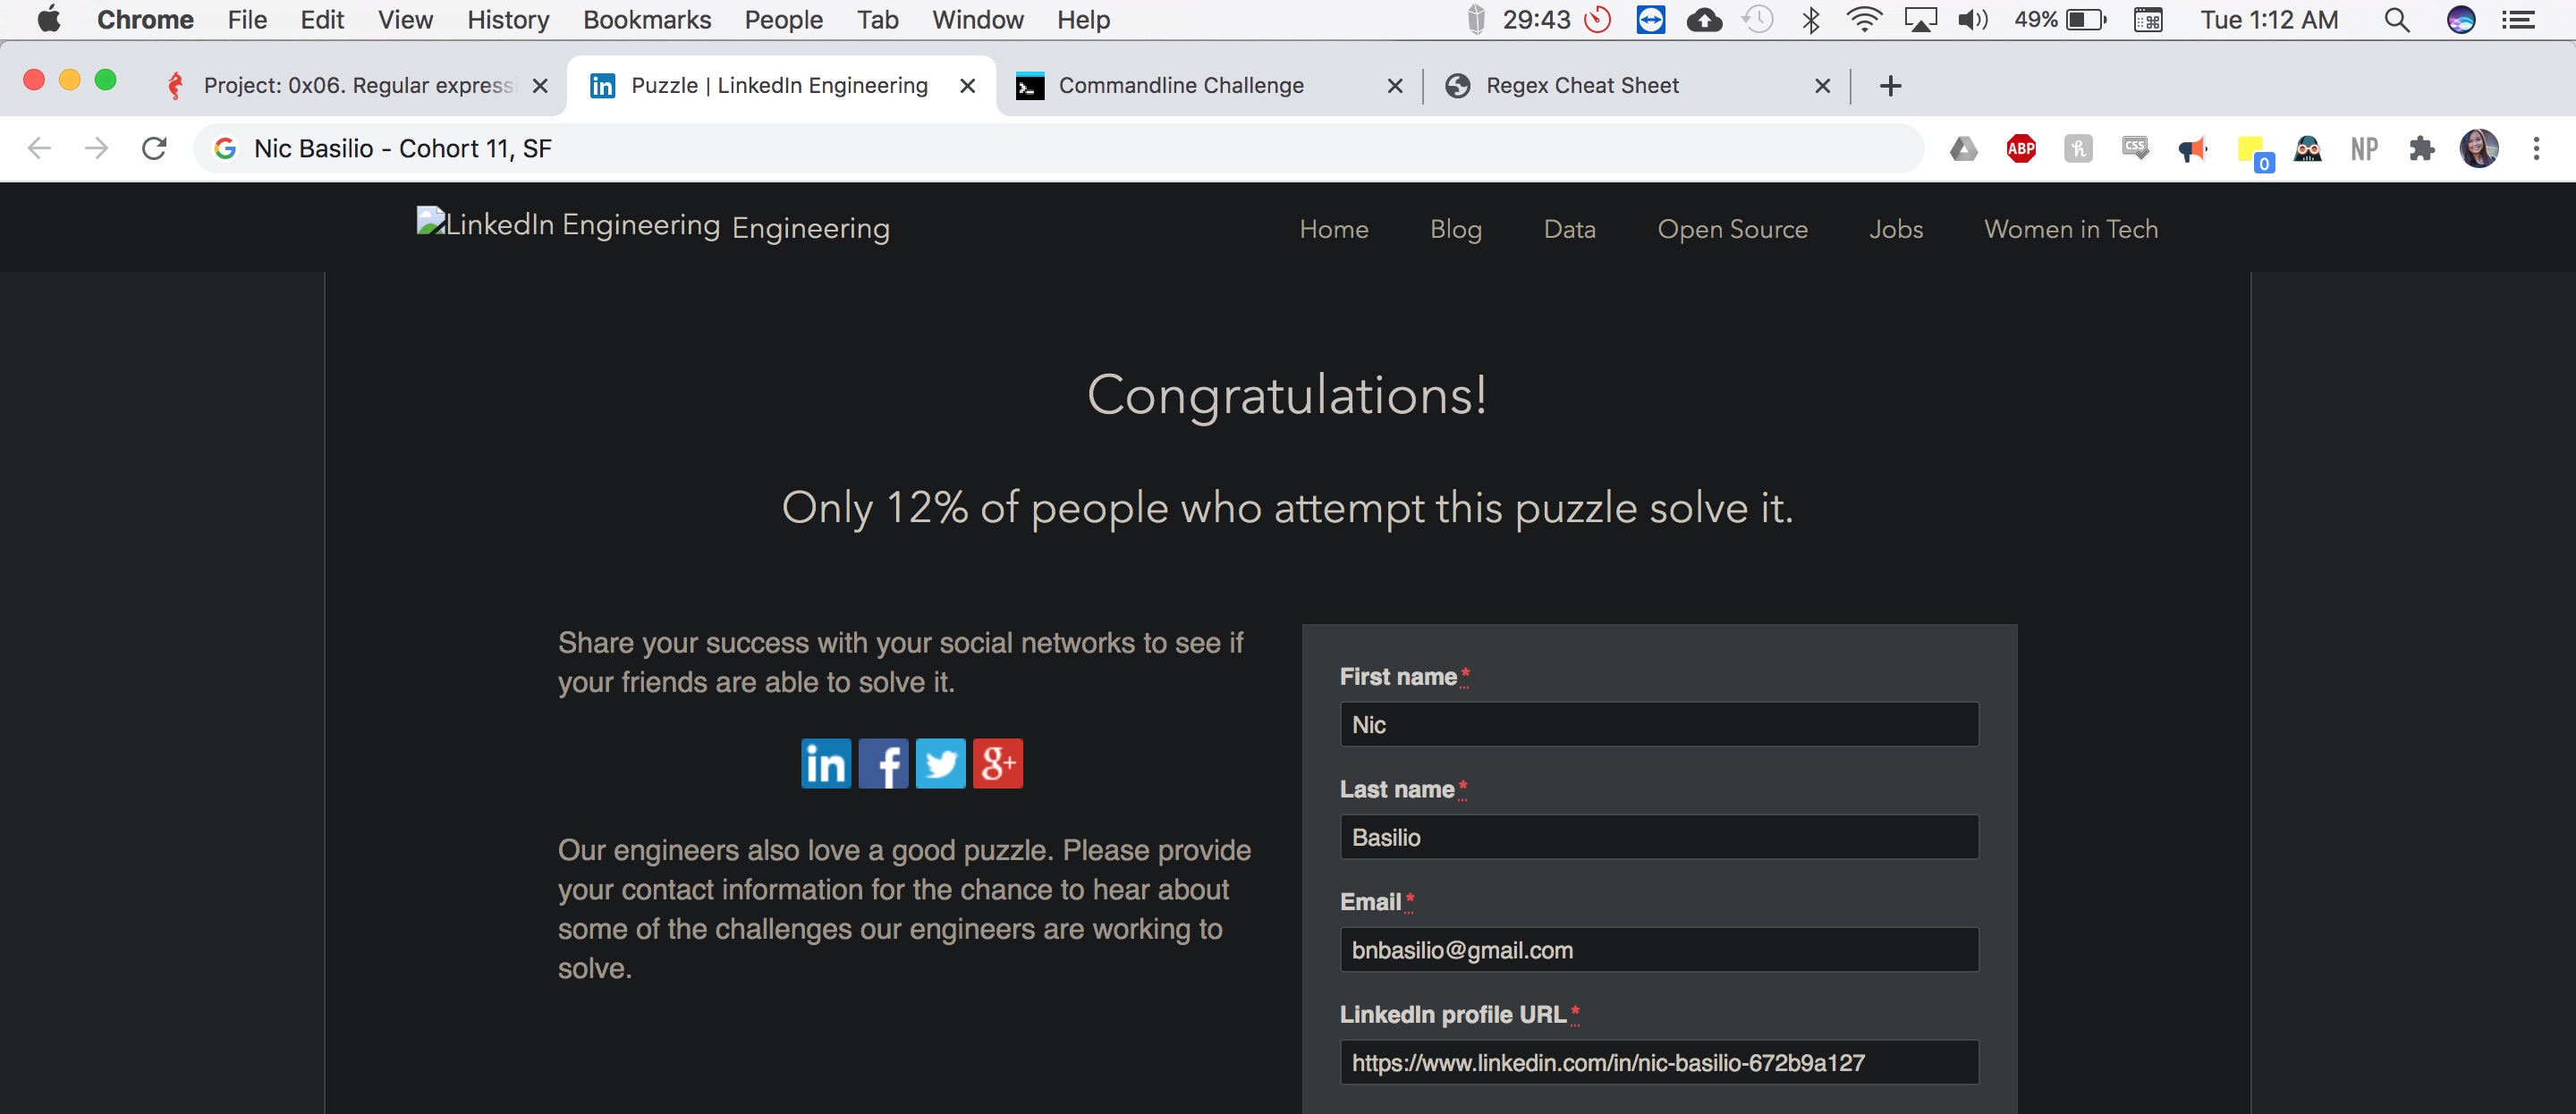 Chrome File Edit View History Bookmarks People Tab Window Help 29:43 49% Tue 1:12 AM
Project: 0x06. Regular express Puzzle | LinkedIn Engineering Commandline Challenge Regex Cheat Sheet
Nic Basilio - Cohort 11, SF ABP h CSS 0 NP
LinkedIn Engineering Engineering Home Blog Data Open Source Jobs Women in Tech
Congratulations!
Only 12% of people who attempt this puzzle solve it.
Share your success with your social networks to see if
your friends are able to solve it.
in f g+
Our engineers also love a good puzzle. Please provide
your contact information for the chance to hear about
some of the challenges our engineers are working to
solve.
First name*
Nic
Last name*
Basilio
Email*
bnbasilio@gmail.com
LinkedIn profile URL*
https://www.linkedin.com/in/nic-basilio-672b9a127